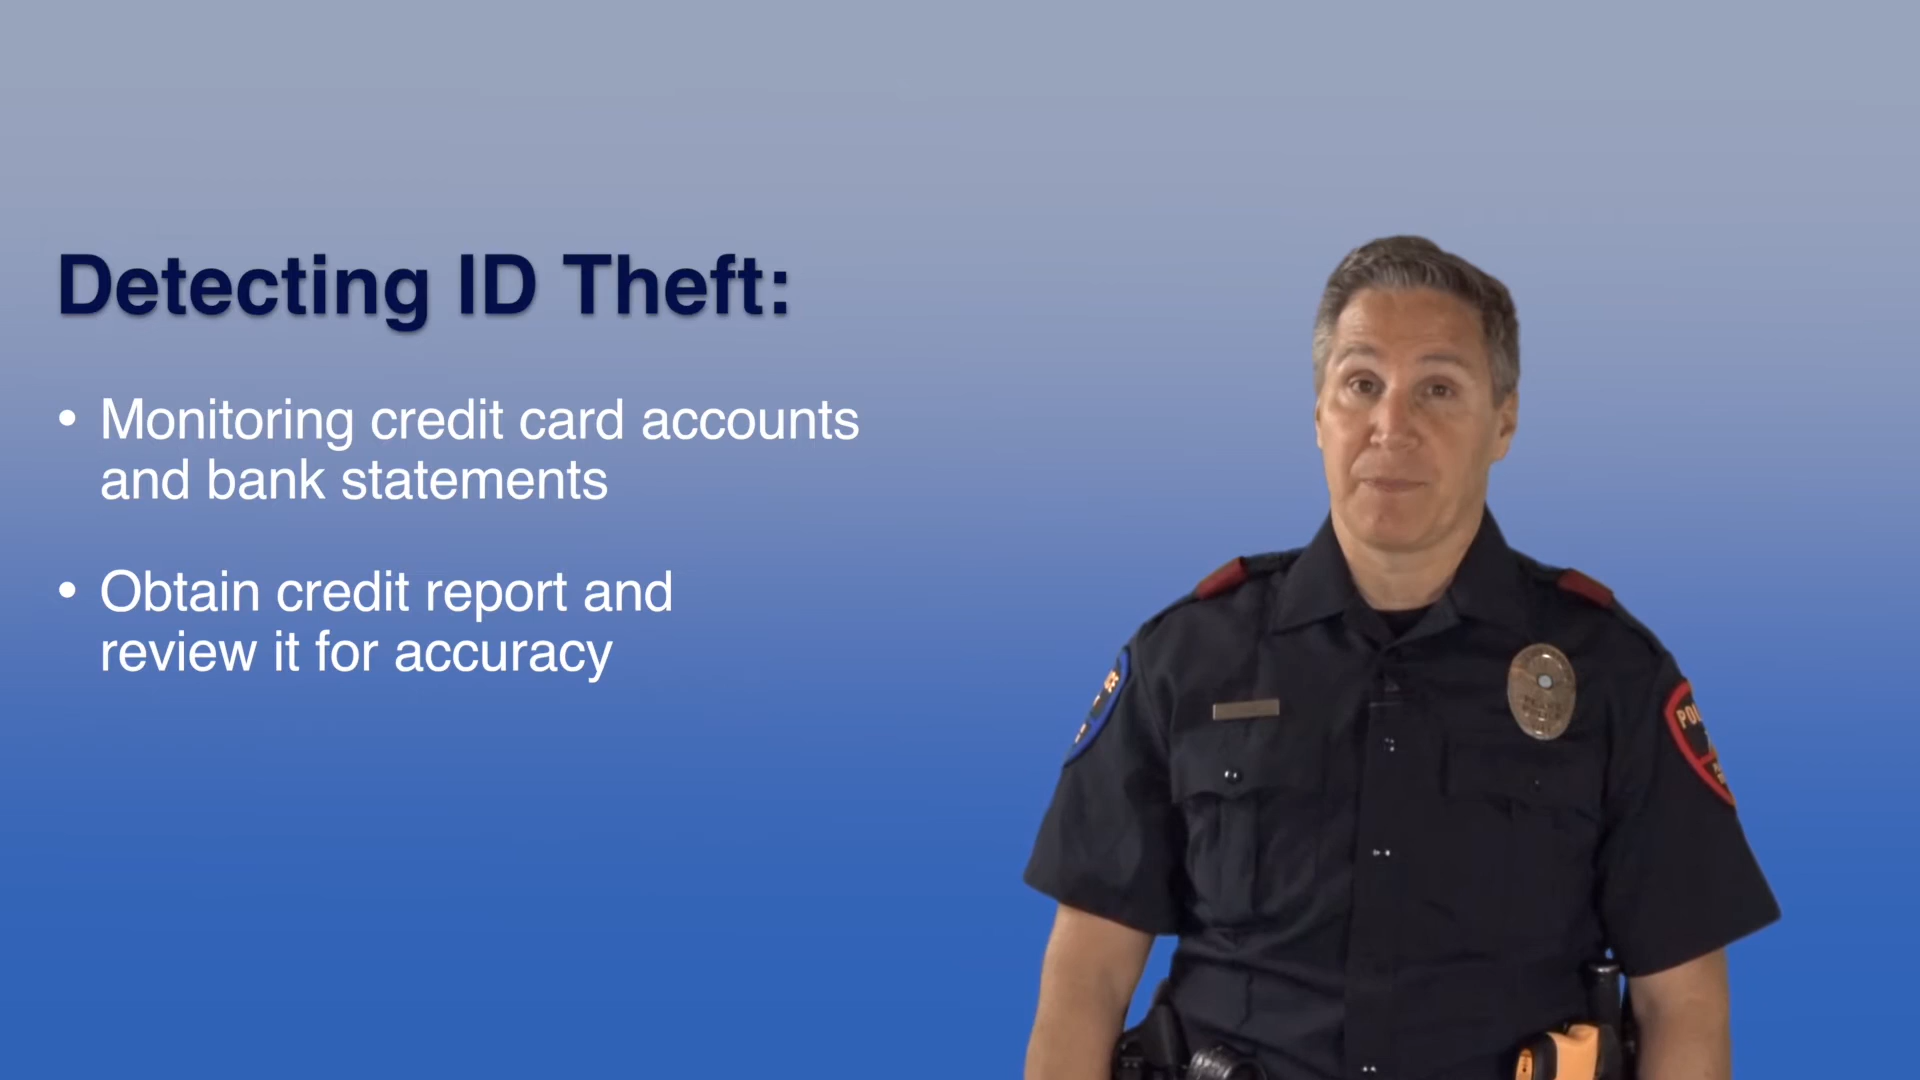 Detecting ID Theft:
• Monitoring credit card accounts
and bank statements
• Obtain credit report and
review it for accuracy